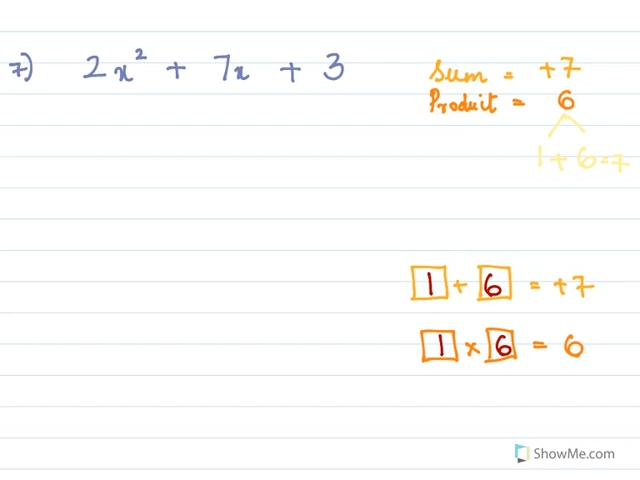 7) 2x² + 7x + 3
Sum = +7
Produit = 6
1 + 6 = 7
1 + 6 = +7
1 × 6 = 6
ShowMe.com